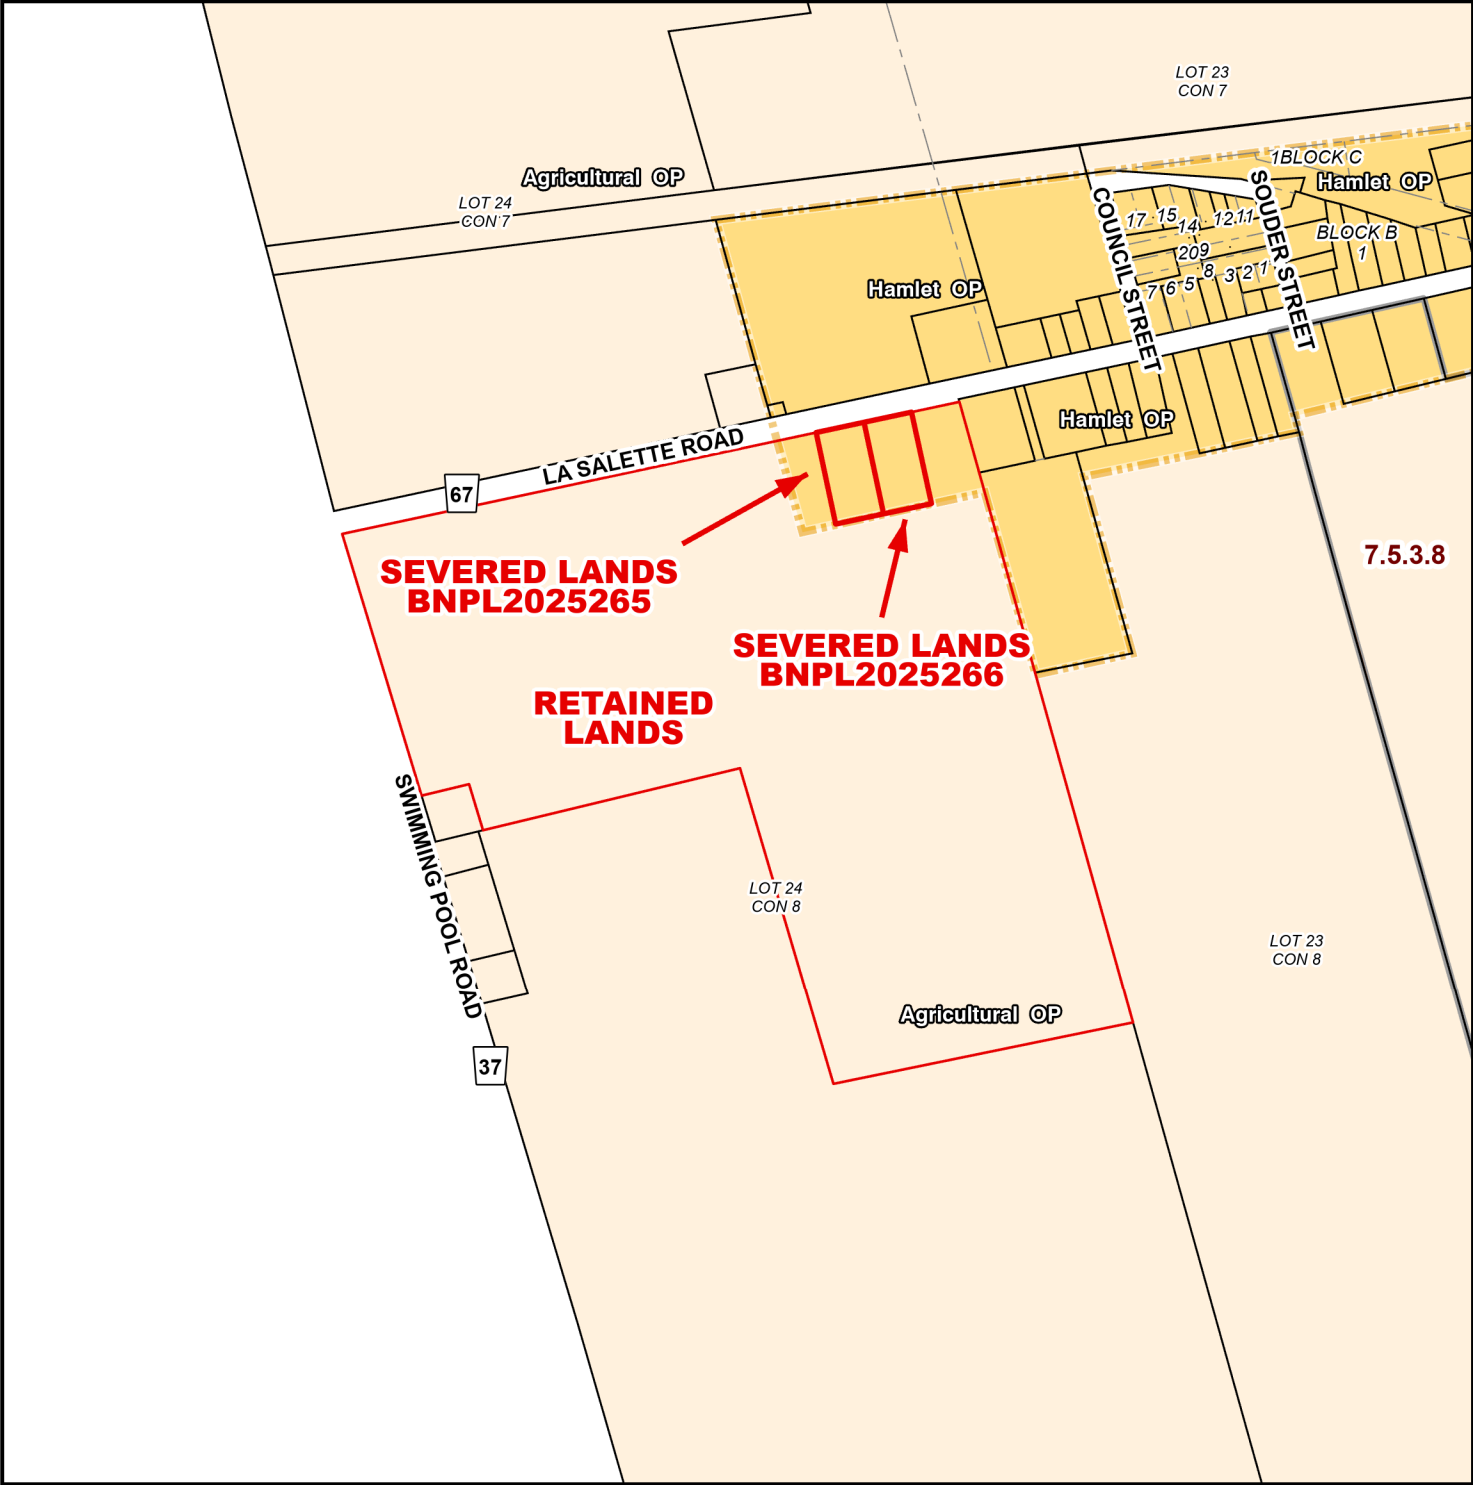 LOT 23
CON 7
1BLOCK C
Agricultural OP
Hamlet OP
LOT 24
CON 7
17
15
14
12
11
SOUDER STREET
COUNCIL STREET
BLOCK B
1
20
9
8
7
6
5
3
2
1
Hamlet OP
Hamlet OP
LA SALETTE ROAD
67
7.5.3.8
SEVERED LANDS
BNPL2025265
SEVERED LANDS
BNPL2025266
RETAINED
LANDS
SWIMMING POOL ROAD
LOT 24
CON 8
LOT 23
CON 8
Agricultural OP
37